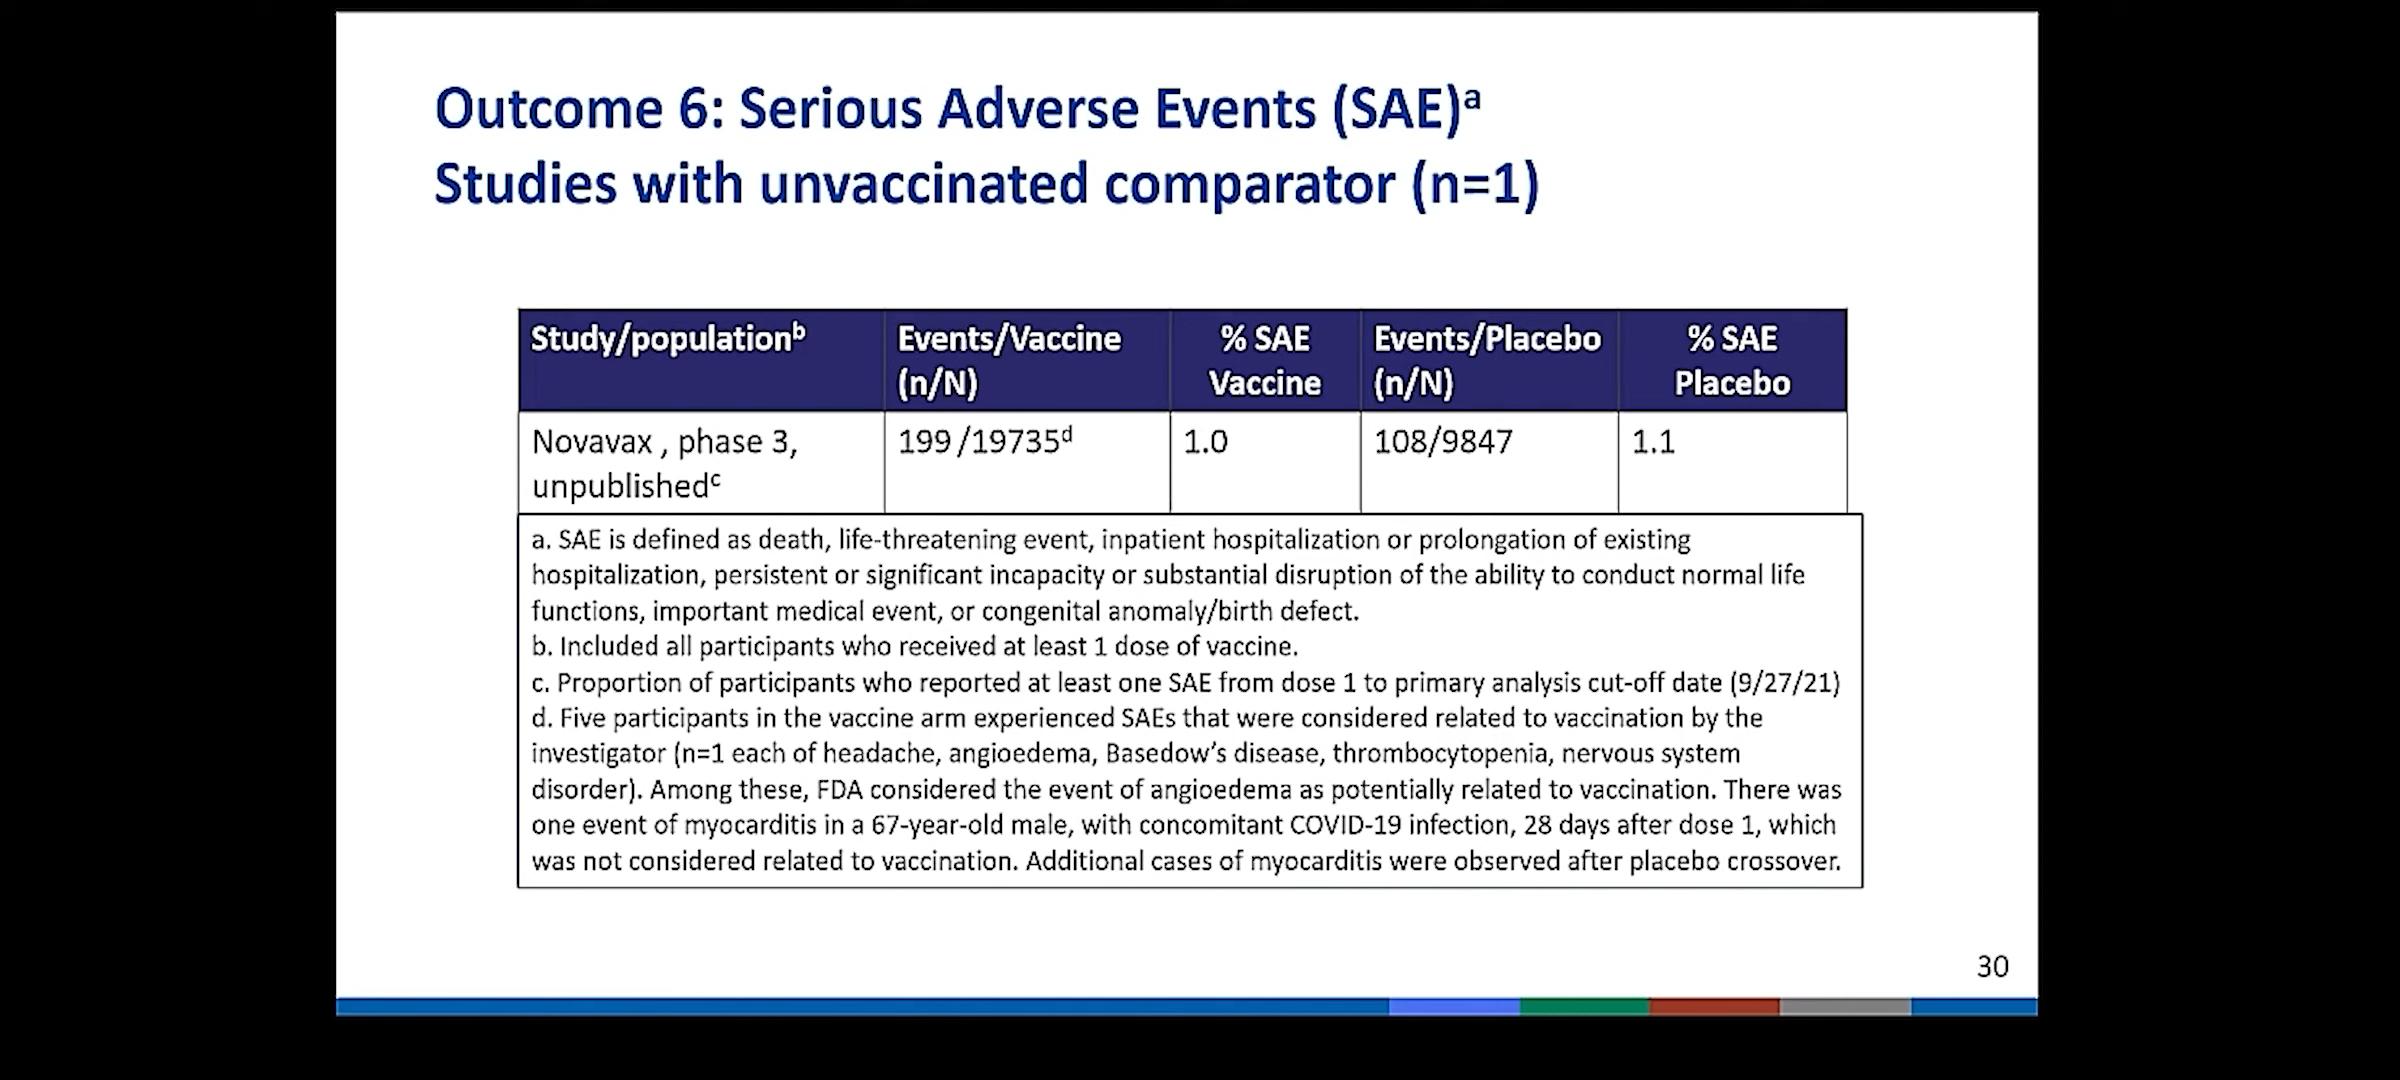 Outcome 6: Serious Adverse Events (SAE)ᵃ
Studies with unvaccinated comparator (n=1)
Study/populationᵇ
Events/Vaccine
(n/N)
% SAE
Vaccine
Events/Placebo
(n/N)
% SAE
Placebo
Novavax , phase 3,
unpublishedᶜ
199 /19735ᵈ
1.0
108/9847
1.1
a. SAE is defined as death, life-threatening event, inpatient hospitalization or prolongation of existing
hospitalization, persistent or significant incapacity or substantial disruption of the ability to conduct normal life
functions, important medical event, or congenital anomaly/birth defect.
b. Included all participants who received at least 1 dose of vaccine.
c. Proportion of participants who reported at least one SAE from dose 1 to primary analysis cut-off date (9/27/21)
d. Five participants in the vaccine arm experienced SAEs that were considered related to vaccination by the
investigator (n=1 each of headache, angioedema, Basedow’s disease, thrombocytopenia, nervous system
disorder). Among these, FDA considered the event of angioedema as potentially related to vaccination. There was
one event of myocarditis in a 67-year-old male, with concomitant COVID-19 infection, 28 days after dose 1, which
was not considered related to vaccination. Additional cases of myocarditis were observed after placebo crossover.
30